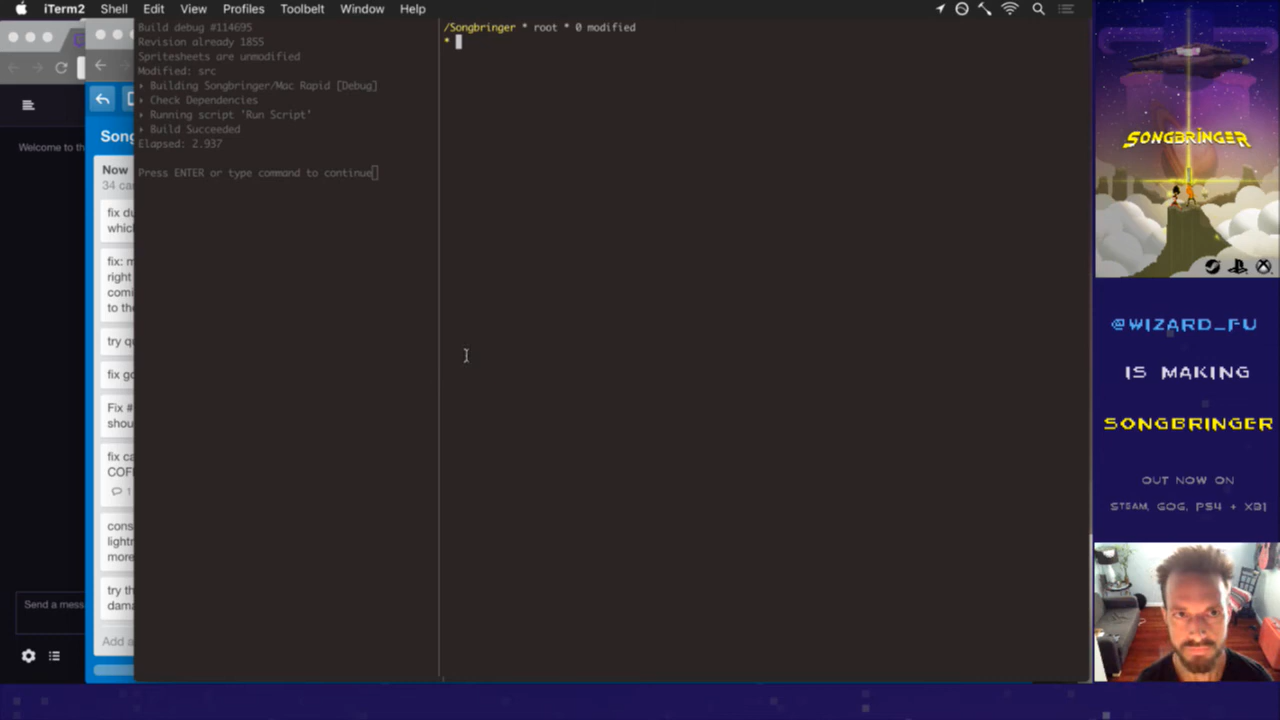 iTerm2 Shell Edit View Profiles Toolbelt Window Help
Build debug #114695
Revision already 1855
Spritesheets are unmodified
Modified: src
Building Songbringer/Mac Rapid [Debug]
Check Dependencies
Running script 'Run Script'
Build Succeeded
Elapsed: 2.937
Press ENTER or type command to continue
/Songbringer * root * 0 modified
*
Welcome to th
Send a mess
Song
Now
34 ca
fix du
which
fix: m
right
comi
to the
try qu
fix go
Fix #
shou
fix ca
COF
1
cons
light
more
try th
dama
Add a
SONGBRINGER
@WIZARD_FU
IS MAKING
SONGBRINGER
OUT NOW ON
STEAM, GOG, PS4 + XB1